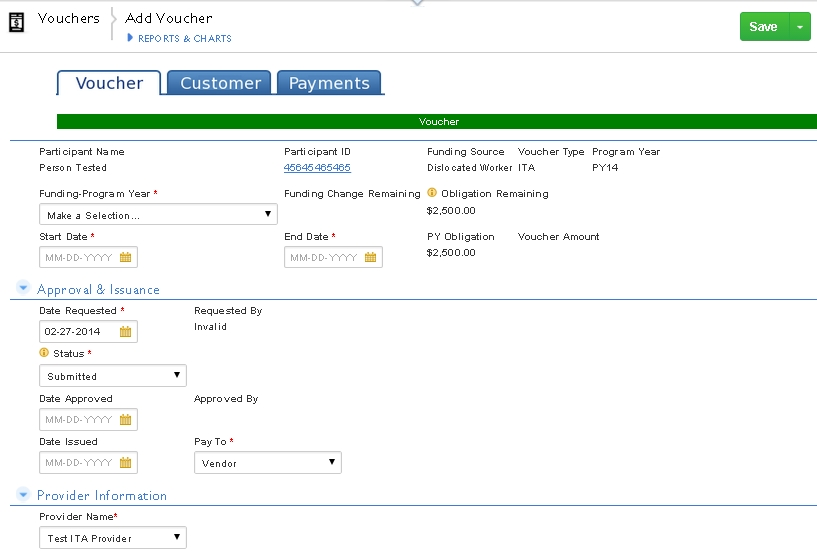 Vouchers Add Voucher
REPORTS & CHARTS
Save
Voucher Customer Payments
Voucher
Participant Name Participant ID Funding Source Voucher Type Program Year
Person Tested 45645465465 Dislocated Worker ITA PY14
Funding-Program Year * Funding Change Remaining Obligation Remaining
Make a Selection... $2,500.00
Start Date * End Date * PY Obligation Voucher Amount
MM-DD-YYYY MM-DD-YYYY $2,500.00
Approval & Issuance
Date Requested * Requested By
02-27-2014 Invalid
Status *
Submitted
Date Approved Approved By
MM-DD-YYYY
Date Issued Pay To *
MM-DD-YYYY Vendor
Provider Information
Provider Name*
Test ITA Provider